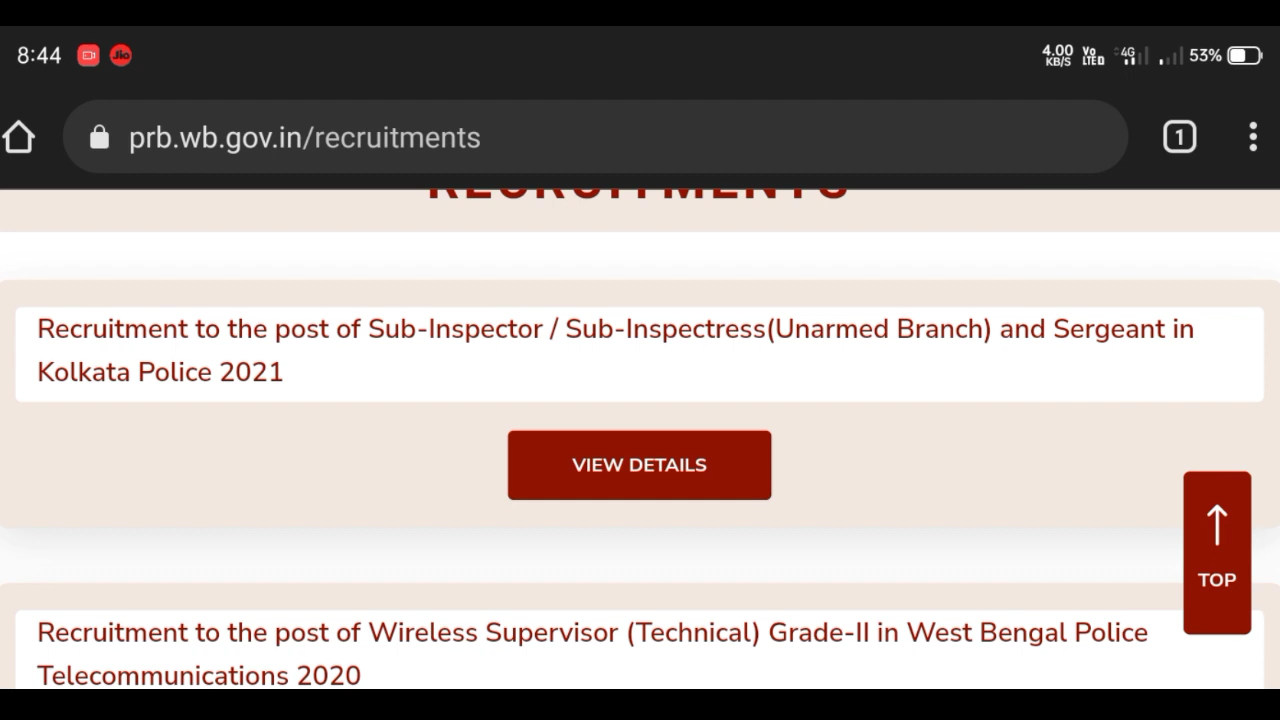 8:44
Jio
4.00 KB/S
Vo LTE D
4G
53%
prb.wb.gov.in/recruitments
1
RECRUITMENTS
Recruitment to the post of Sub-Inspector / Sub-Inspectress(Unarmed Branch) and Sergeant in
Kolkata Police 2021
VIEW DETAILS
TOP
Recruitment to the post of Wireless Supervisor (Technical) Grade-II in West Bengal Police
Telecommunications 2020